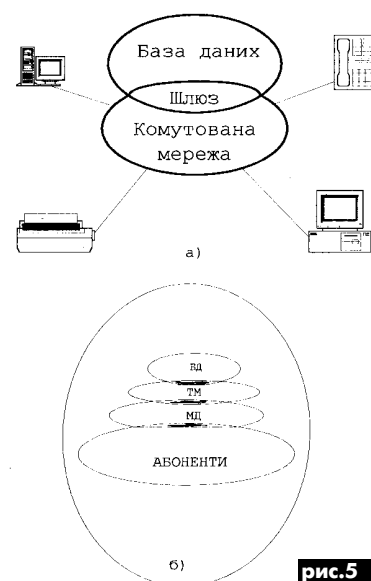 База даних
Шлюз
Комутована
мережа
а)
ВД
ТМ
МД
АБОНЕНТИ
б)
рис.5